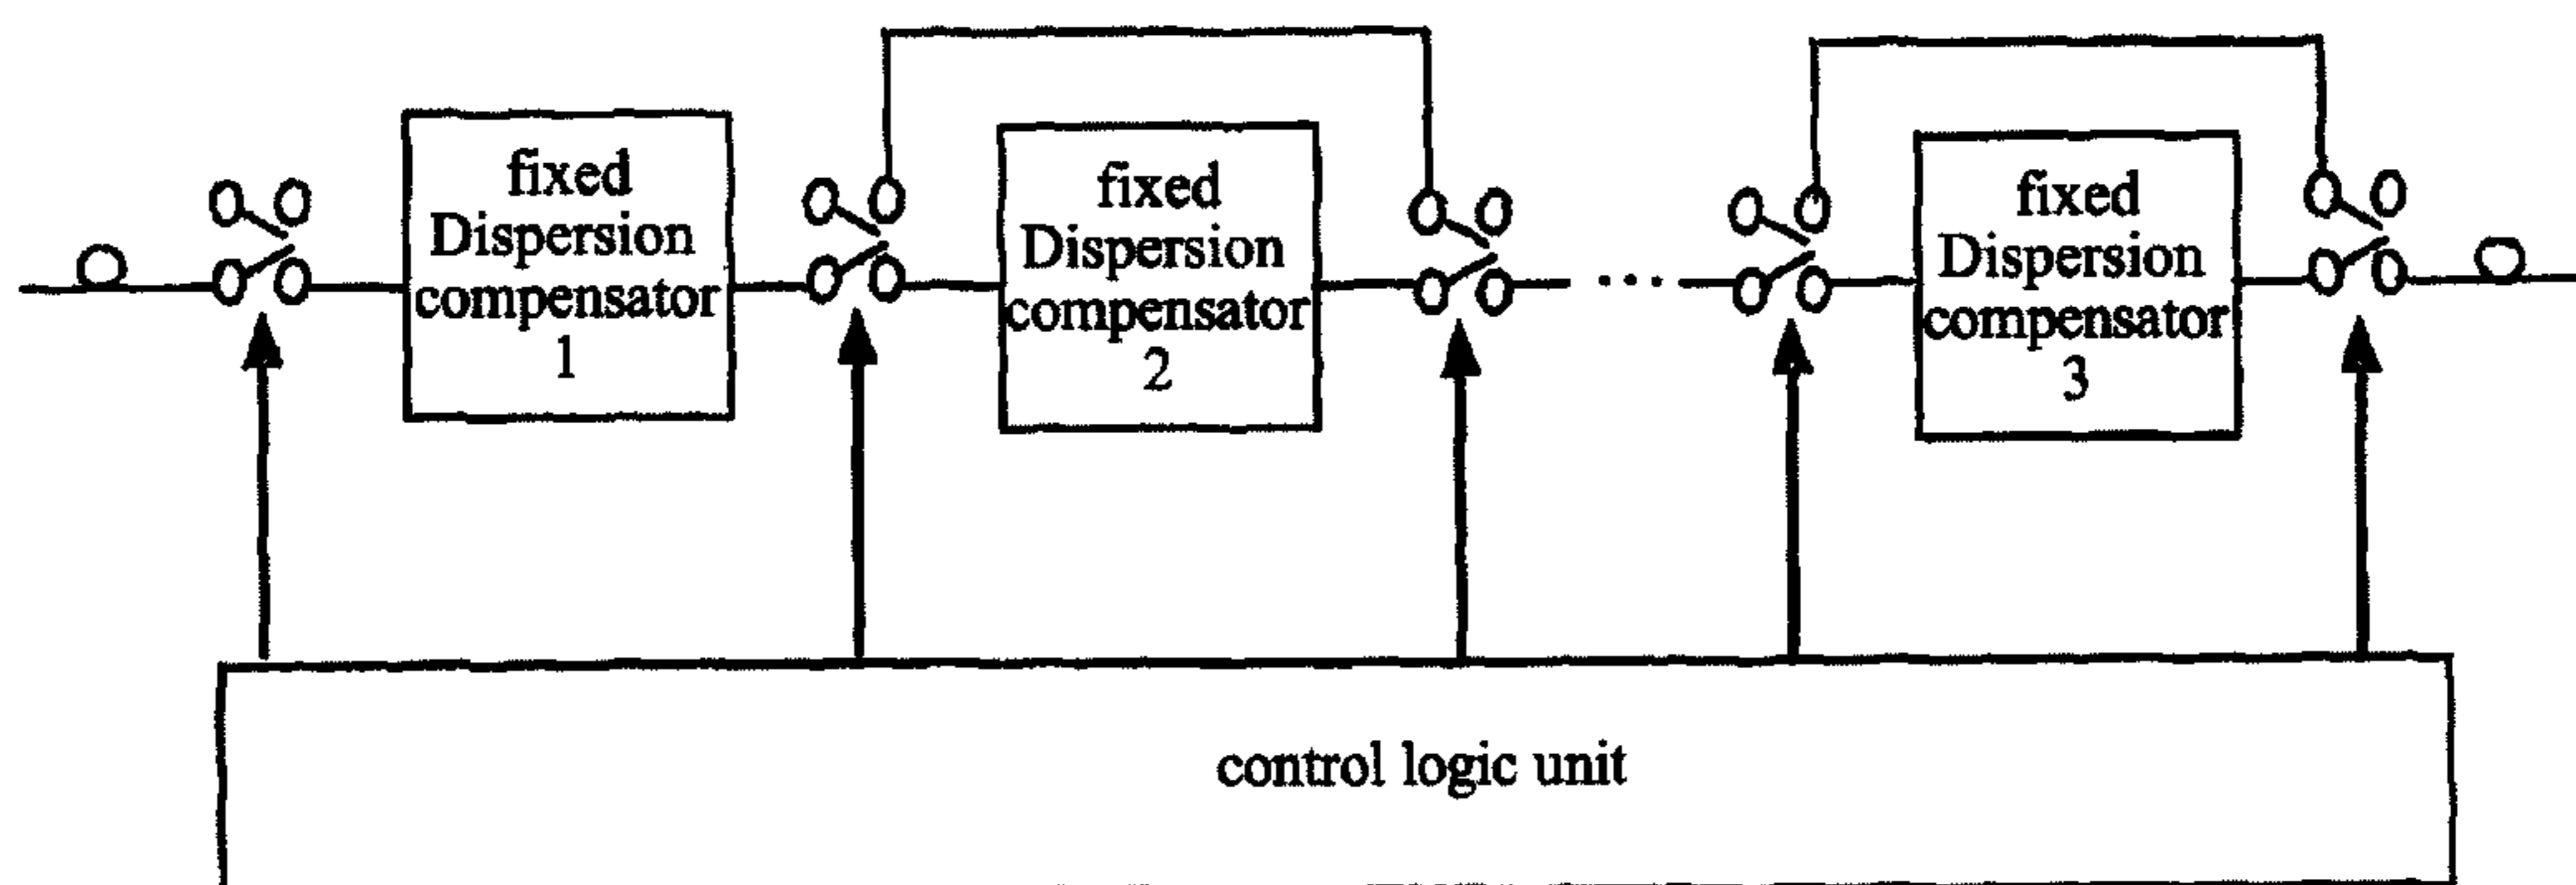 fixed
Dispersion
compensator
1
fixed
Dispersion
compensator
2
...
fixed
Dispersion
compensator
3
control logic unit